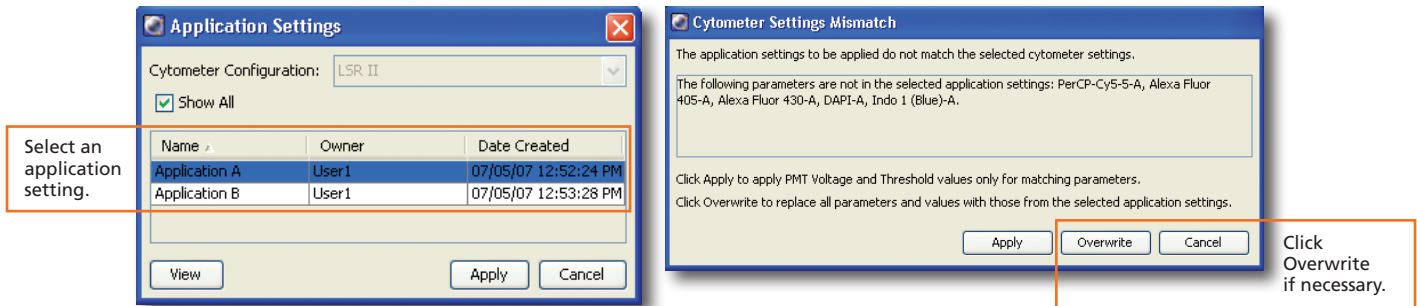 Select an
application
setting.
Application Settings
Cytometer Configuration: LSR II
Show All
Name Owner Date Created
Application A User1 07/05/07 12:52:24 PM
Application B User1 07/05/07 12:53:28 PM
View Apply Cancel
Cytometer Settings Mismatch
The application settings to be applied do not match the selected cytometer settings.
The following parameters are not in the selected application settings: PerCP-Cy5-5-A, Alexa Fluor
405-A, Alexa Fluor 430-A, DAPI-A, Indo 1 (Blue)-A.
Click Apply to apply PMT Voltage and Threshold values only for matching parameters.
Click Overwrite to replace all parameters and values with those from the selected application settings.
Apply Overwrite Cancel
Click
Overwrite
if necessary.